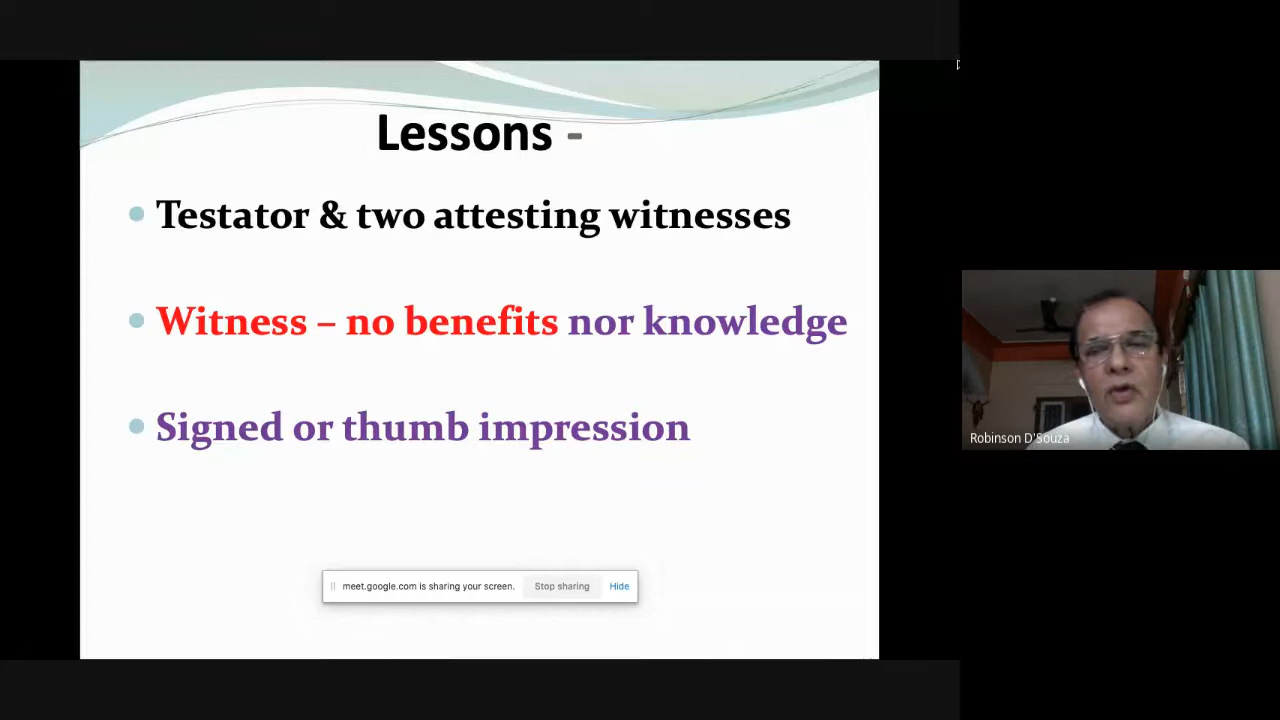 Lessons -
Testator & two attesting witnesses
Witness – no benefits nor knowledge
Signed or thumb impression
meet.google.com is sharing your screen. Stop sharing Hide
Robinson D'Souza